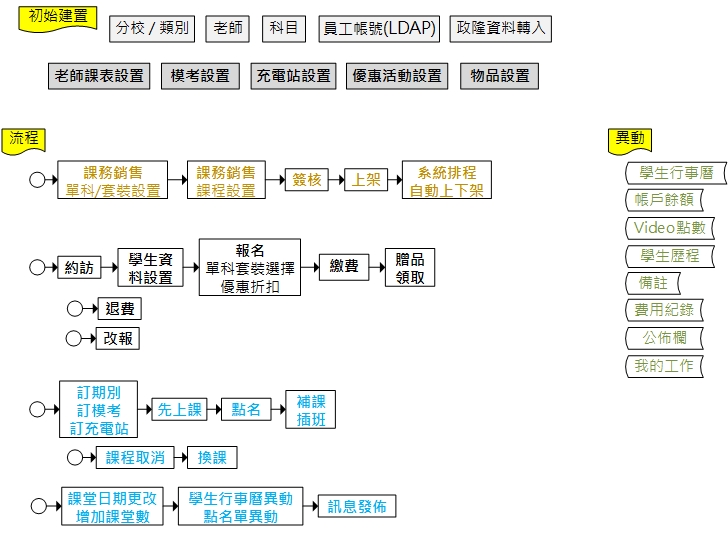 初始建置
分校 / 類別
老師
科目
員工帳號(LDAP)
政隆資料轉入
老師課表設置
模考設置
充電站設置
優惠活動設置
物品設置
流程
異動
課務銷售
單科/套裝設置
課務銷售
課程設置
簽核
上架
系統排程
自動上下架
約訪
學生資
料設置
報名
單科套裝選擇
優惠折扣
繳費
贈品
領取
退費
改報
訂期別
訂模考
訂充電站
先上課
點名
補課
插班
課程取消
換課
課堂日期更改
增加課堂數
學生行事曆異動
點名單異動
訊息發佈
學生行事曆
帳戶餘額
Video點數
學生歷程
備註
費用紀錄
公佈欄
我的工作